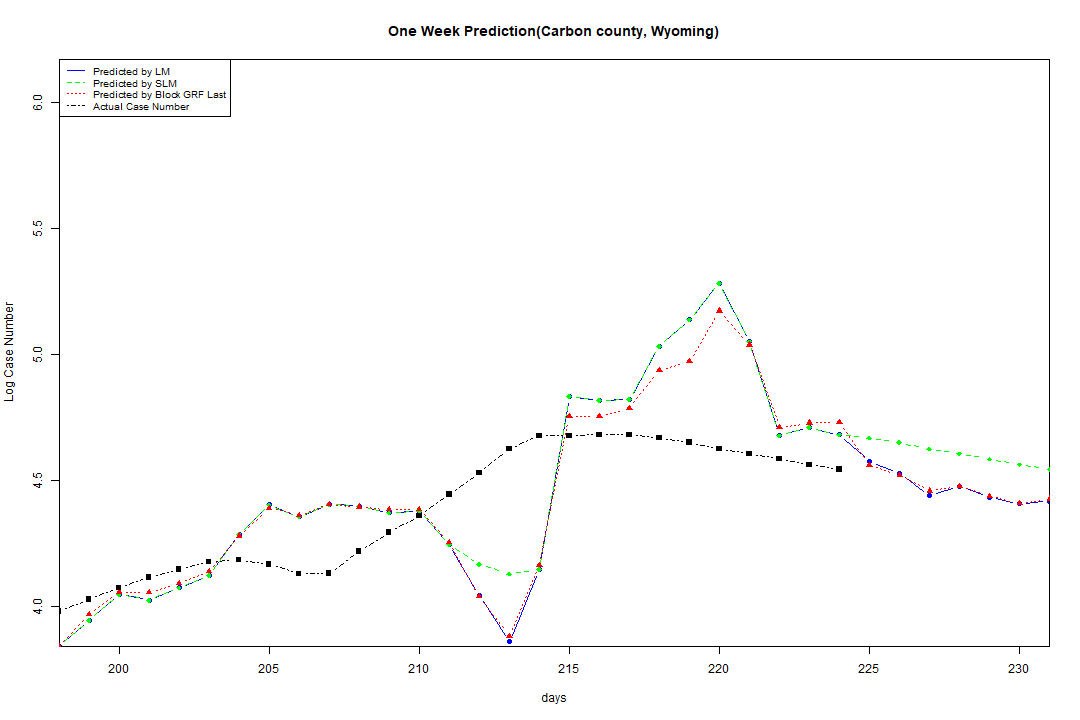 One Week Prediction(Carbon county, Wyoming)
Predicted by LM
Predicted by SLM
Predicted by Block GRF Last
Actual Case Number
6.0
5.5
5.0
4.5
4.0
Log Case Number
200 205 210 215 220 225 230
days